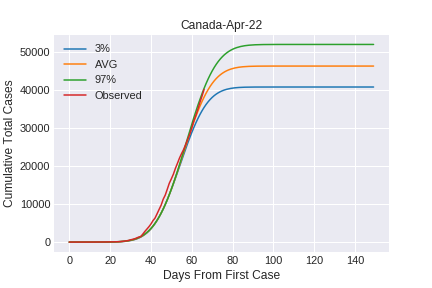 Canada-Apr-22
3%
AVG
97%
Observed
Cumulative Total Cases
50000
40000
30000
20000
10000
0
0 20 40 60 80 100 120 140
Days From First Case